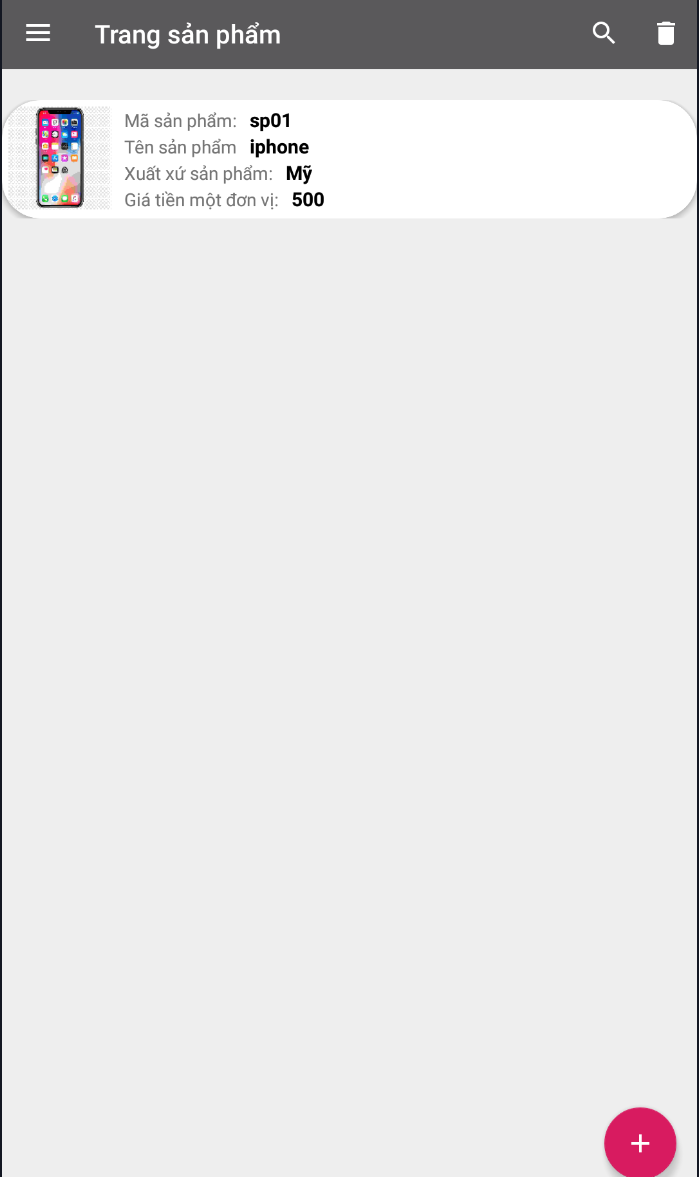 Trang sản phẩm
Mã sản phẩm: sp01
Tên sản phẩm iphone
Xuất xứ sản phẩm: Mỹ
Giá tiền một đơn vị: 500